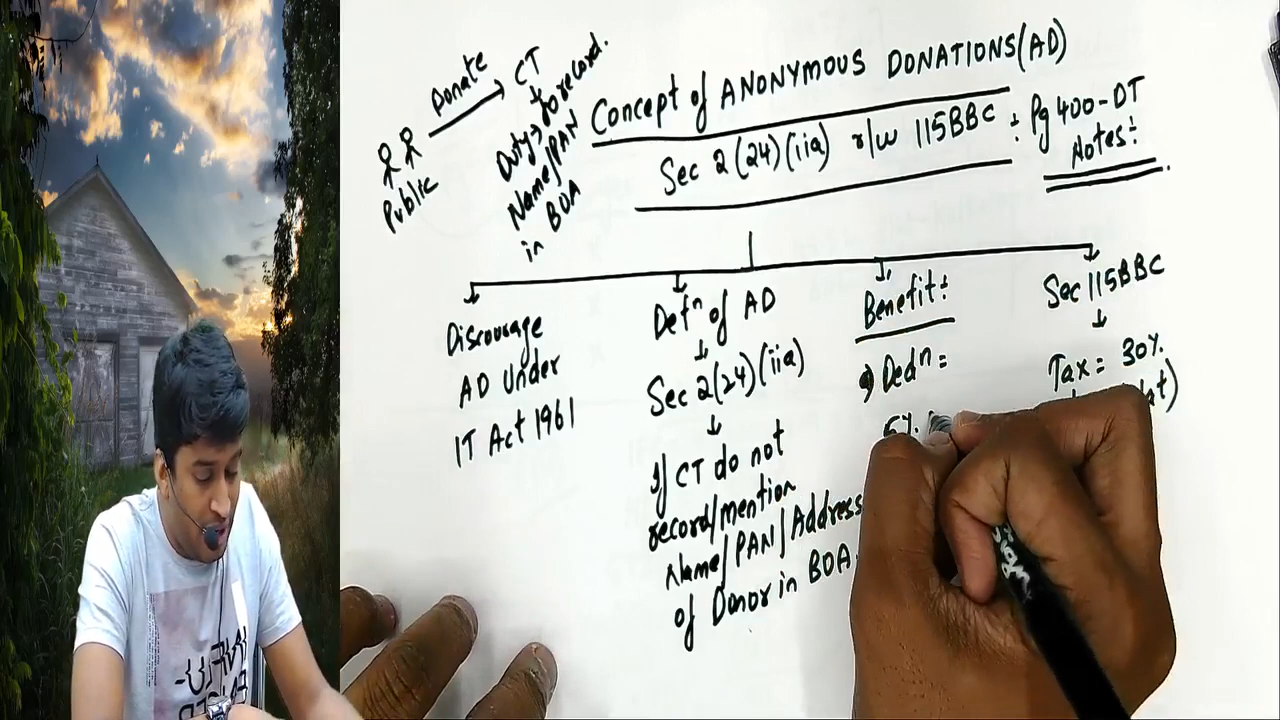 Donate
CT
Duty → to record
Name/PAN
in BOA
Public
Concept of ANONYMOUS DONATIONS (AD)
Sec 2(24)(iia) r/w 115BBC ÷ Pg 400-DT
Notes:
Discourage
AD Under
IT Act 1961
Defⁿ of AD
Sec 2(24)(iia)
If CT do not
record/mention
Name/PAN/Address
of Donor in BOA.
Benefit:
Dedⁿ =
5%.
Sec 115BBC
Tax = 30%